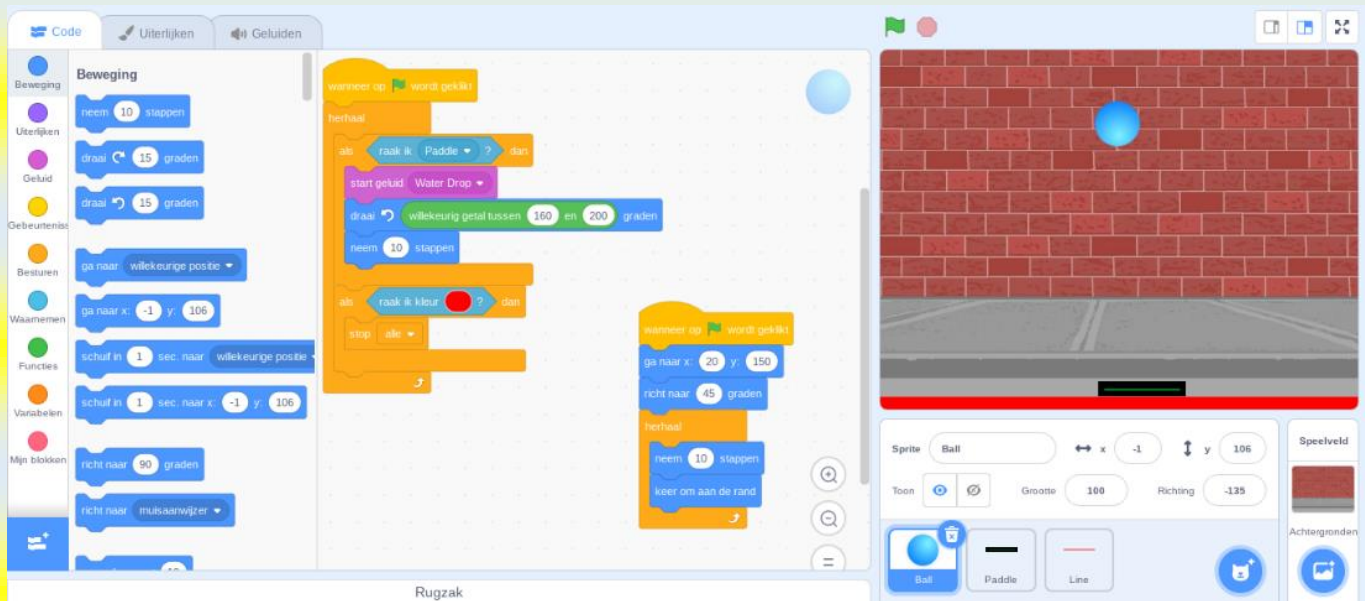 Code
Uiterlijken
Geluiden
Beweging
Uiterlijken
Geluid
Gebeurteniss
Besturen
Waarnemen
Functies
Variabelen
Mijn blokken
Beweging
neem 10 stappen
draai 15 graden
draai 15 graden
ga naar willekeurige positie
ga naar x: -1 y: 106
schuif in 1 sec. naar willekeurige positie
schuif in 1 sec. naar x: -1 y: 106
richt naar 90 graden
richt naar muisaanwijzer
wanneer op wordt geklikt
herhaal
als raak ik Paddle ? dan
start geluid Water Drop
draai willekeurig getal tussen 160 en 200 graden
neem 10 stappen
als raak ik kleur ? dan
stop alle
wanneer op wordt geklikt
ga naar x: 20 y: 150
richt naar 45 graden
herhaal
neem 10 stappen
keer om aan de rand
Rugzak
Sprite Ball x -1 y 106
Toon Grootte 100 Richting -135
Ball
Paddle
Line
Speelveld
Achtergronden